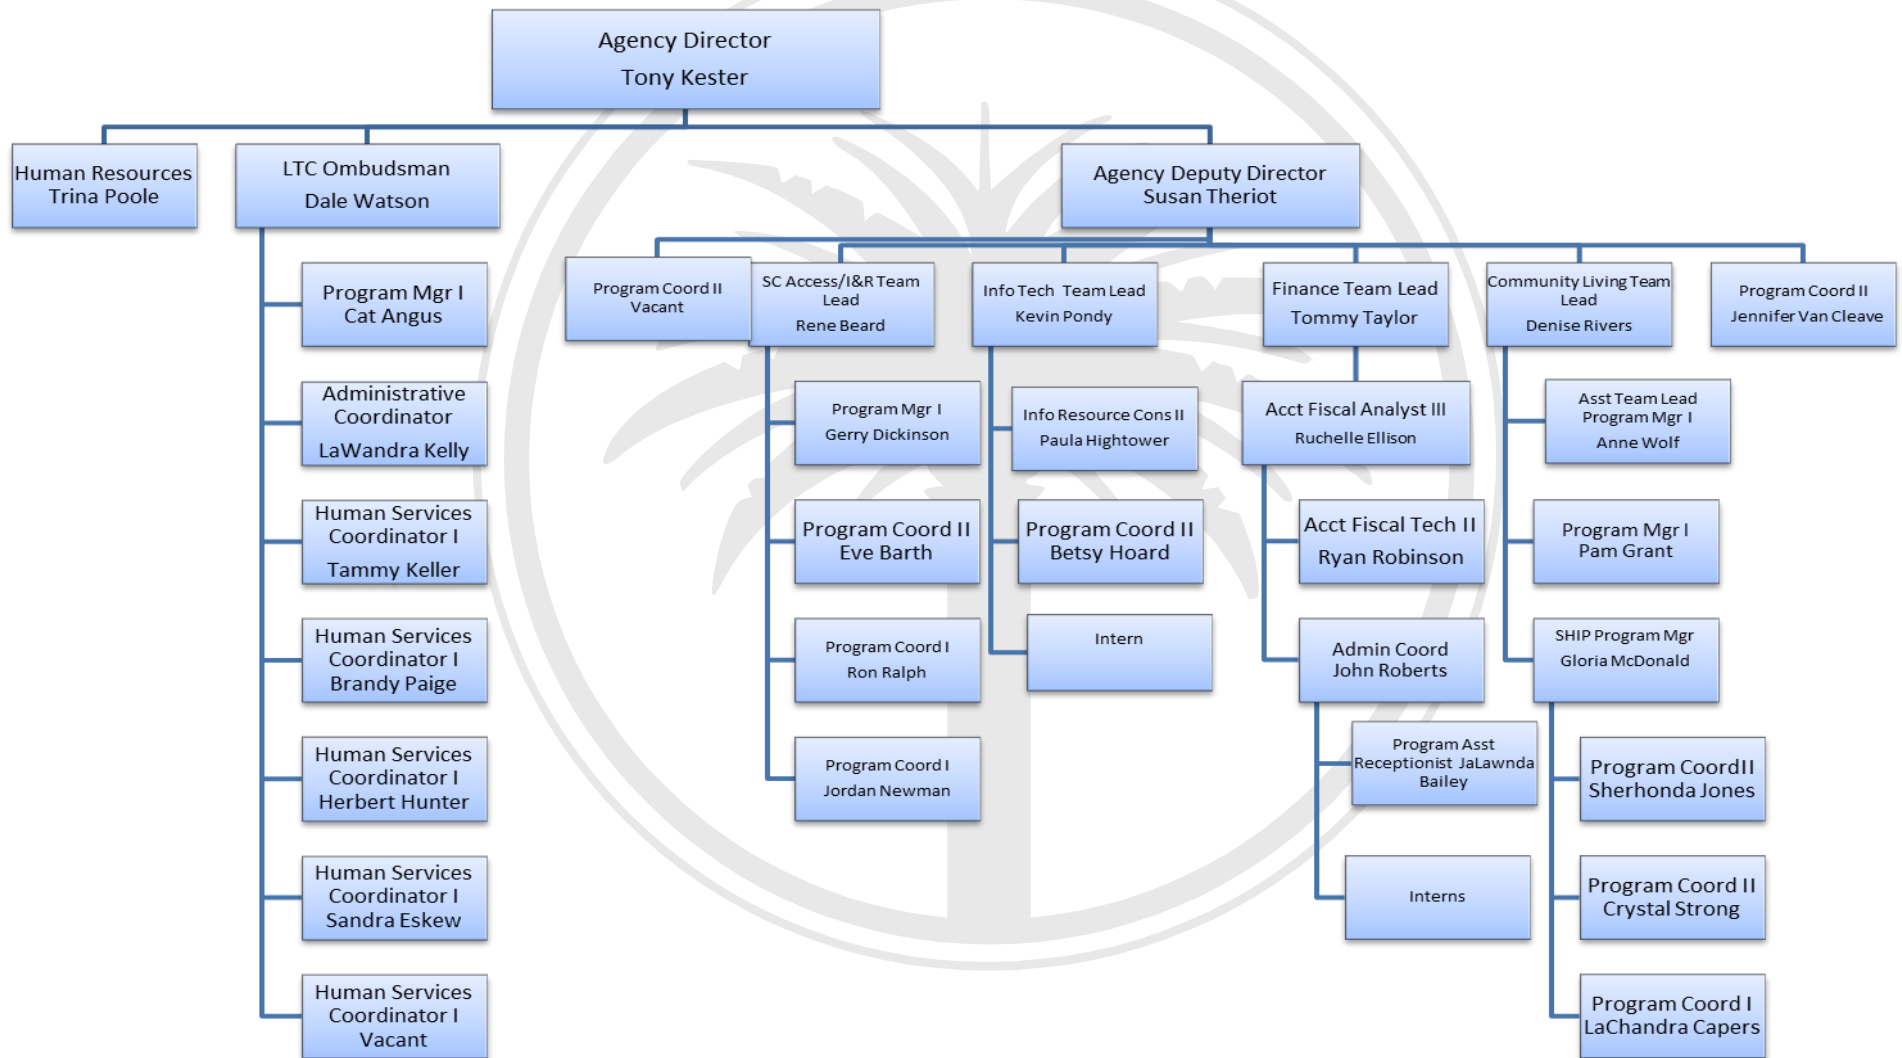 Agency Director
Tony Kester
Human Resources
Trina Poole
LTC Ombudsman
Dale Watson
Agency Deputy Director
Susan Theriot
Program Mgr I
Cat Angus
Administrative
Coordinator
LaWandra Kelly
Human Services
Coordinator I
Tammy Keller
Human Services
Coordinator I
Brandy Paige
Human Services
Coordinator I
Herbert Hunter
Human Services
Coordinator I
Sandra Eskew
Human Services
Coordinator I
Vacant
Program Coord II
Vacant
SC Access/I&R Team
Lead
Rene Beard
Program Mgr I
Gerry Dickinson
Program Coord II
Eve Barth
Program Coord I
Ron Ralph
Program Coord I
Jordan Newman
Info Tech Team Lead
Kevin Pondy
Info Resource Cons II
Paula Hightower
Program Coord II
Betsy Hoard
Intern
Finance Team Lead
Tommy Taylor
Acct Fiscal Analyst III
Ruchelle Ellison
Acct Fiscal Tech II
Ryan Robinson
Admin Coord
John Roberts
Program Asst
Receptionist JaLawnda
Bailey
Interns
Community Living Team
Lead
Denise Rivers
Asst Team Lead
Program Mgr I
Anne Wolf
Program Mgr I
Pam Grant
SHIP Program Mgr
Gloria McDonald
Program Coord II
Sherhonda Jones
Program Coord II
Crystal Strong
Program Coord I
LaChandra Capers
Program Coord II
Jennifer Van Cleave